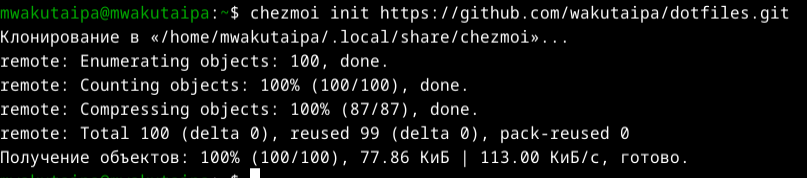 mwakutaipa@mwakutaipa:~$ chezmoi init https://github.com/wakutaipa/dotfiles.git
Клонирование в «/home/mwakutaipa/.local/share/chezmoi»...
remote: Enumerating objects: 100, done.
remote: Counting objects: 100% (100/100), done.
remote: Compressing objects: 100% (87/87), done.
remote: Total 100 (delta 0), reused 99 (delta 0), pack-reused 0
Получение объектов: 100% (100/100), 77.86 КиБ | 113.00 КиБ/с, готово.
mwakutaipa@mwakutaipa:~$